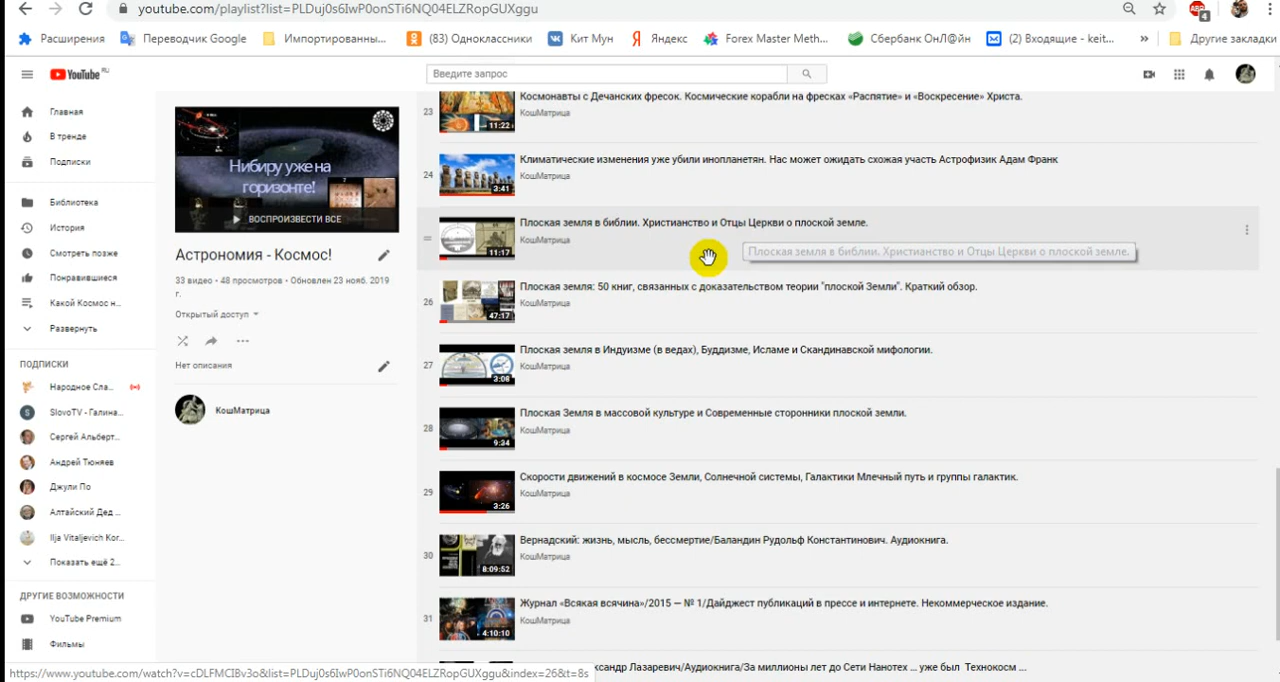 youtube.com/playlist?list=PLDuj0s6IwP0onSTi6NQ04ELZRopGUXggu
ABP
4
Расширения
Переводчик Google
Импортированны...
(83) Одноклассники
Кит Мун
Яндекс
Forex Master Meth...
Сбербанк ОнЛ@йн
(2) Входящие - keit...
»
Другие закладки
YouTube RU
Введите запрос
Главная
В тренде
Подписки
Библиотека
История
Смотреть позже
Понравившиеся
Какой Космос н...
Развернуть
ПОДПИСКИ
Народное Сла...
SlovoTV - Галина...
Сергей Альберт...
Андрей Тюняев
Джули По
Алтайский Дед ...
Ilja Vitaljevich Kor...
Показать ещё 2...
ДРУГИЕ ВОЗМОЖНОСТИ
YouTube Premium
Фильмы
Нибиру уже на
горизонте!
ВОСПРОИЗВЕСТИ ВСЕ
Астрономия - Космос!
33 видео • 48 просмотров • Обновлен 23 нояб. 2019
г.
Открытый доступ
Нет описания
КошМатрица
23
11:22
Космонавты с Дечанских фресок. Космические корабли на фресках «Распятие» и «Воскресение» Христа.
КошМатрица
24
3:41
Климатические изменения уже убили инопланетян. Нас может ожидать схожая участь Астрофизик Адам Франк
КошМатрица
11:17
Плоская земля в библии. Христианство и Отцы Церкви о плоской земле.
КошМатрица
Плоская земля в библии. Христианство и Отцы Церкви о плоской земле.
26
47:17
Плоская земля: 50 книг, связанных с доказательством теории "плоской Земли". Краткий обзор.
КошМатрица
27
3:06
Плоская земля в Индуизме (в ведах), Буддизме, Исламе и Скандинавской мифологии.
КошМатрица
28
9:34
Плоская Земля в массовой культуре и Современные сторонники плоской земли.
КошМатрица
29
3:26
Скорости движений в космосе Земли, Солнечной системы, Галактики Млечный путь и группы галактик.
КошМатрица
30
8:09:52
Вернадский: жизнь, мысль, бессмертие/Баландин Рудольф Константинович. Аудиокнига.
КошМатрица
31
4:10:10
Журнал «Всякая всячина»/2015 — № 1/Дайджест публикаций в прессе и интернете. Некоммерческое издание.
КошМатрица
ксандр Лазаревич/Аудиокнига/За миллионы лет до Сети Нанотех ... уже был Технокосм ...
https://www.youtube.com/watch?v=cDLFMCIBv3o&list=PLDuj0s6IwP0onSTi6NQ04ELZRopGUXggu&index=26&t=8s